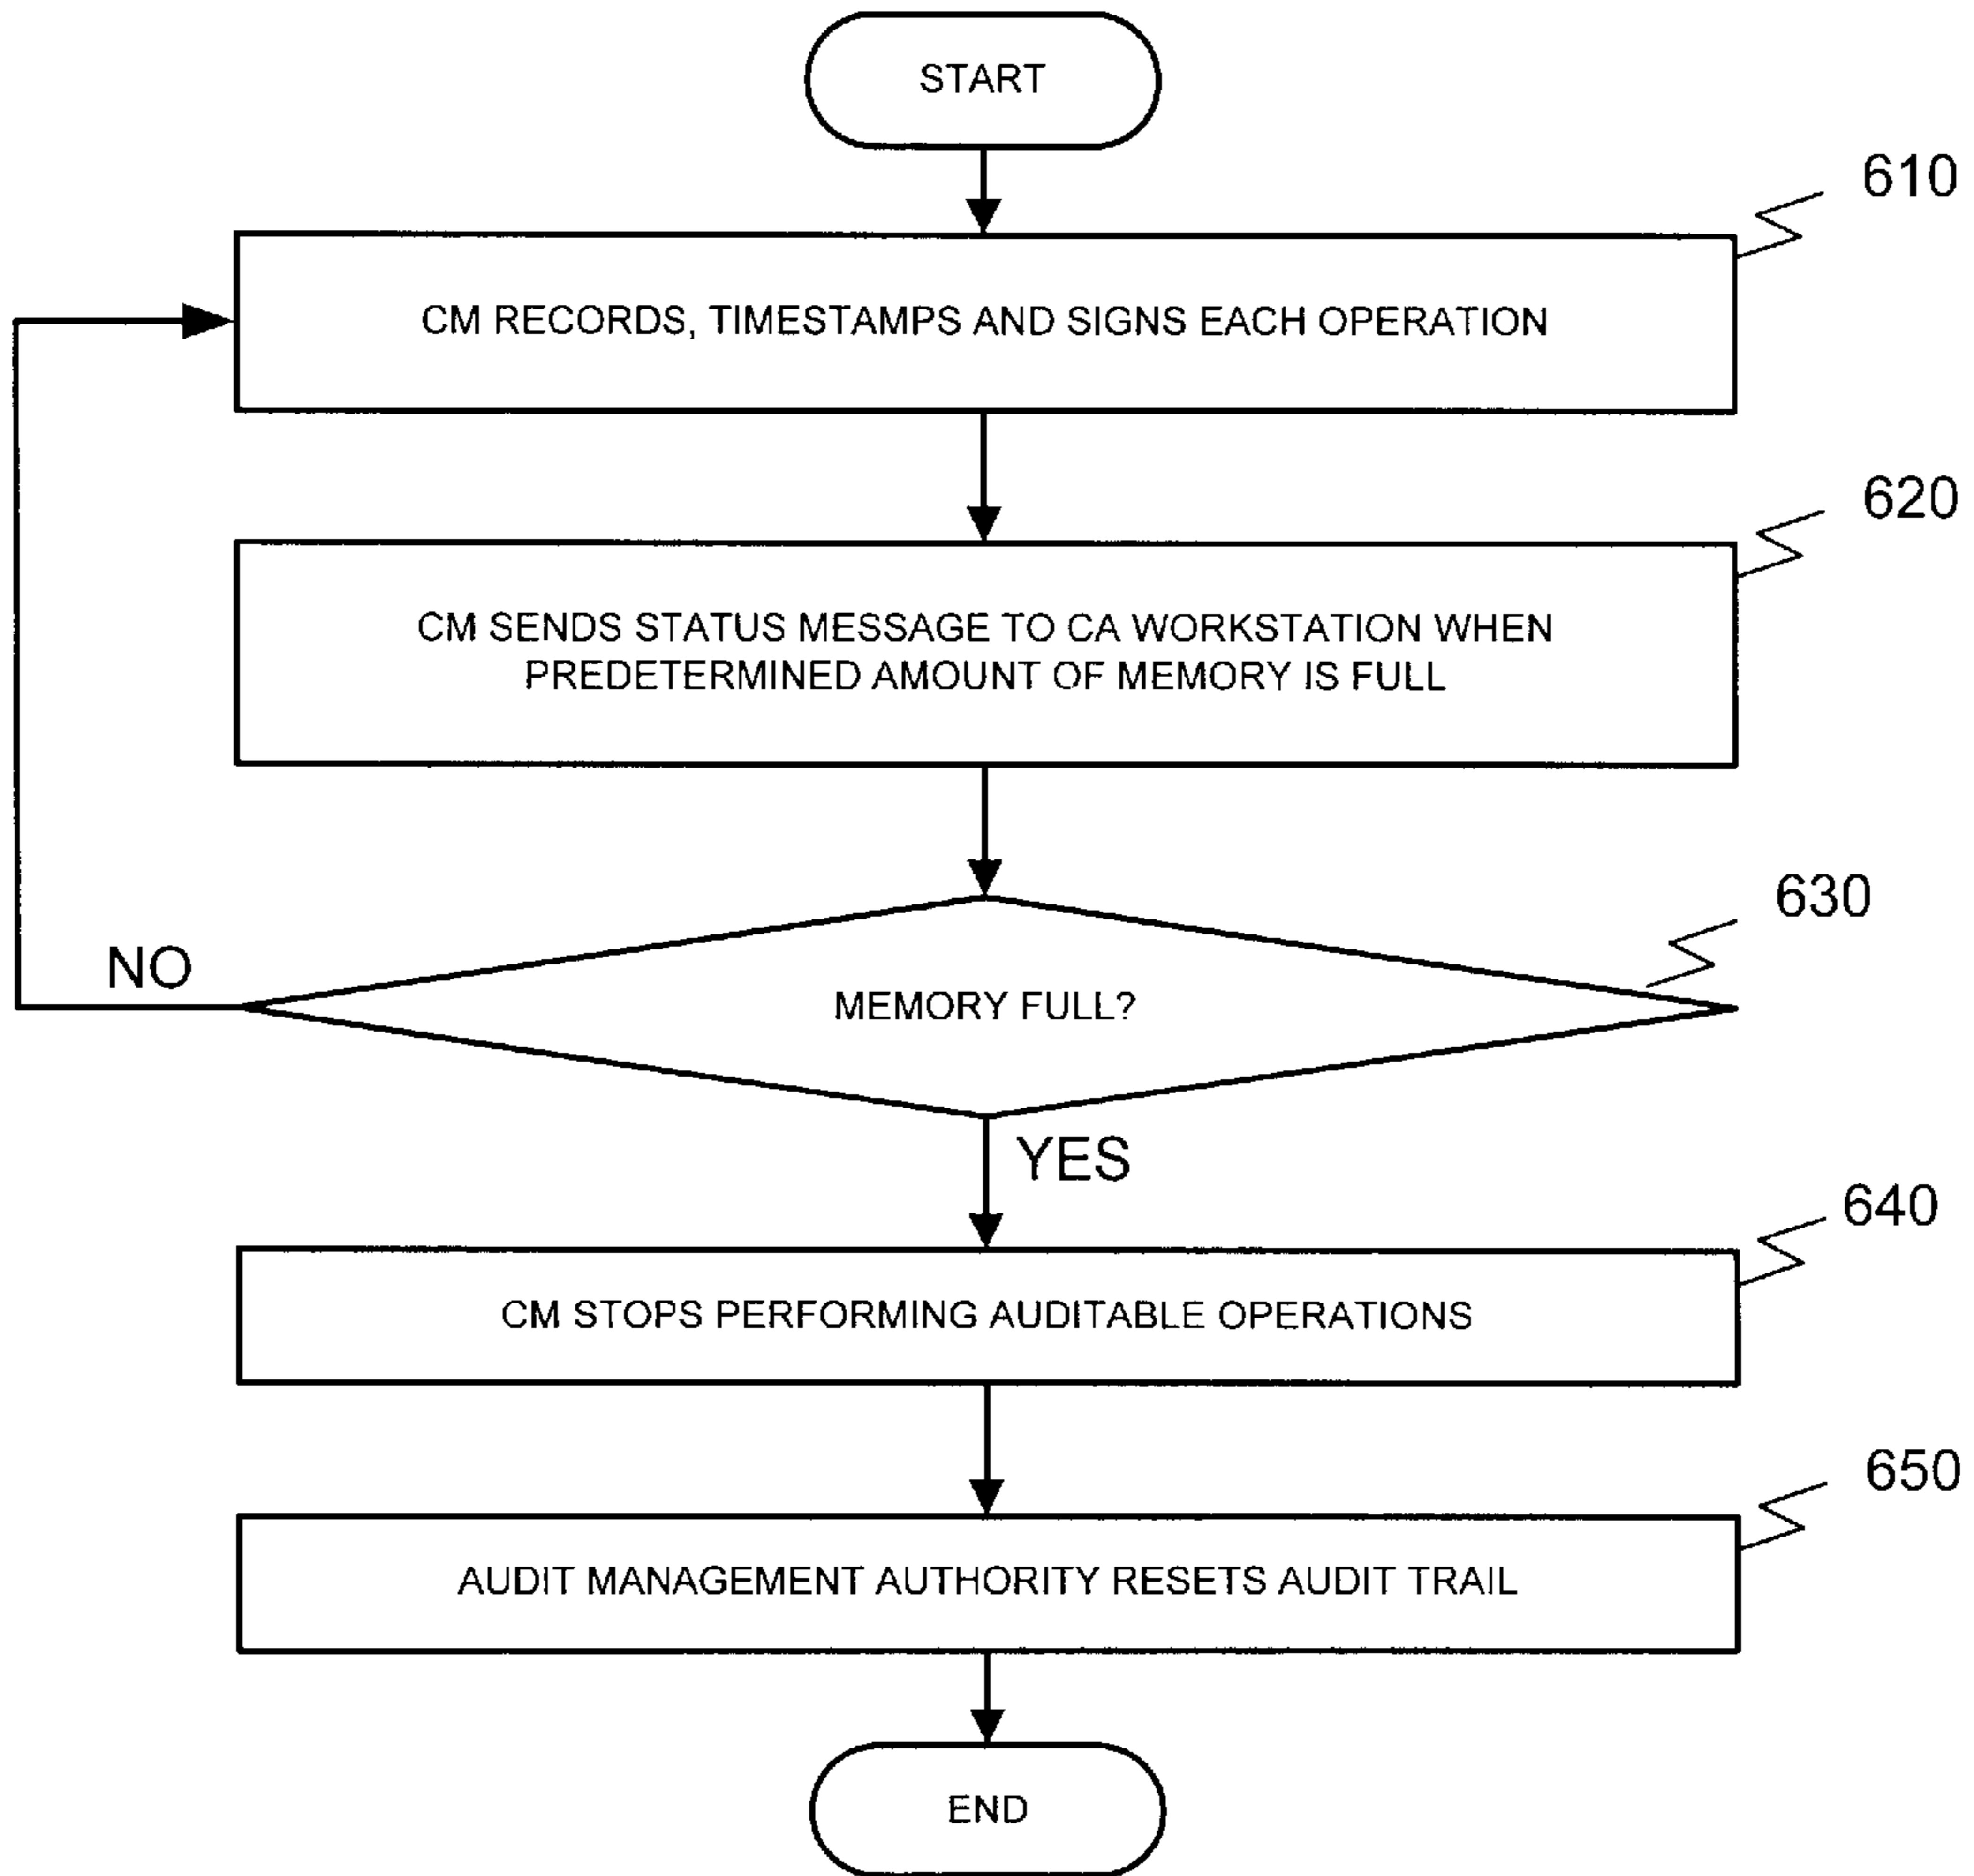 START
610
CM RECORDS, TIMESTAMPS AND SIGNS EACH OPERATION
620
CM SENDS STATUS MESSAGE TO CA WORKSTATION WHEN
PREDETERMINED AMOUNT OF MEMORY IS FULL
630
NO
MEMORY FULL?
YES
640
CM STOPS PERFORMING AUDITABLE OPERATIONS
650
AUDIT MANAGEMENT AUTHORITY RESETS AUDIT TRAIL
END